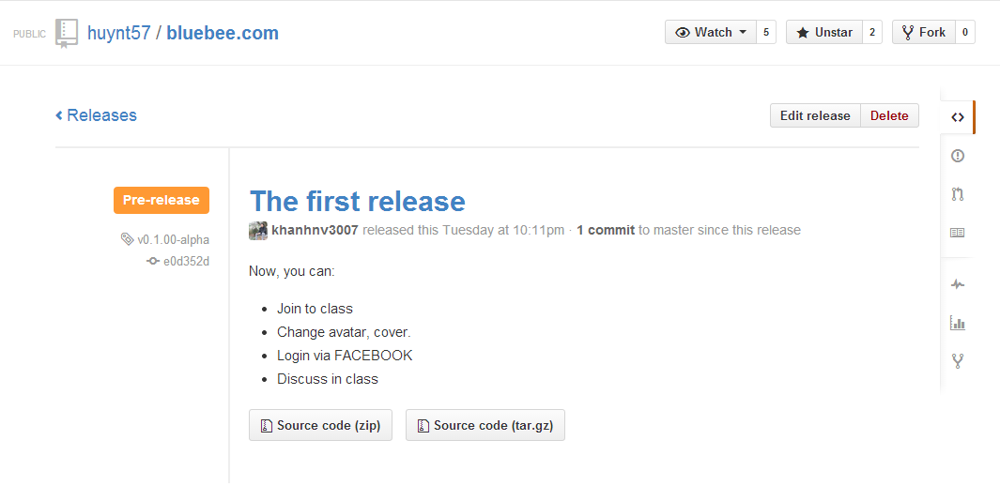 PUBLIC huynt57 / bluebee.com Watch 5 Unstar 2 Fork 0
Releases Edit release Delete
Pre-release
v0.1.00-alpha
e0d352d
The first release
khanhnv3007 released this Tuesday at 10:11pm · 1 commit to master since this release
Now, you can:
• Join to class
• Change avatar, cover.
• Login via FACEBOOK
• Discuss in class
Source code (zip) Source code (tar.gz)